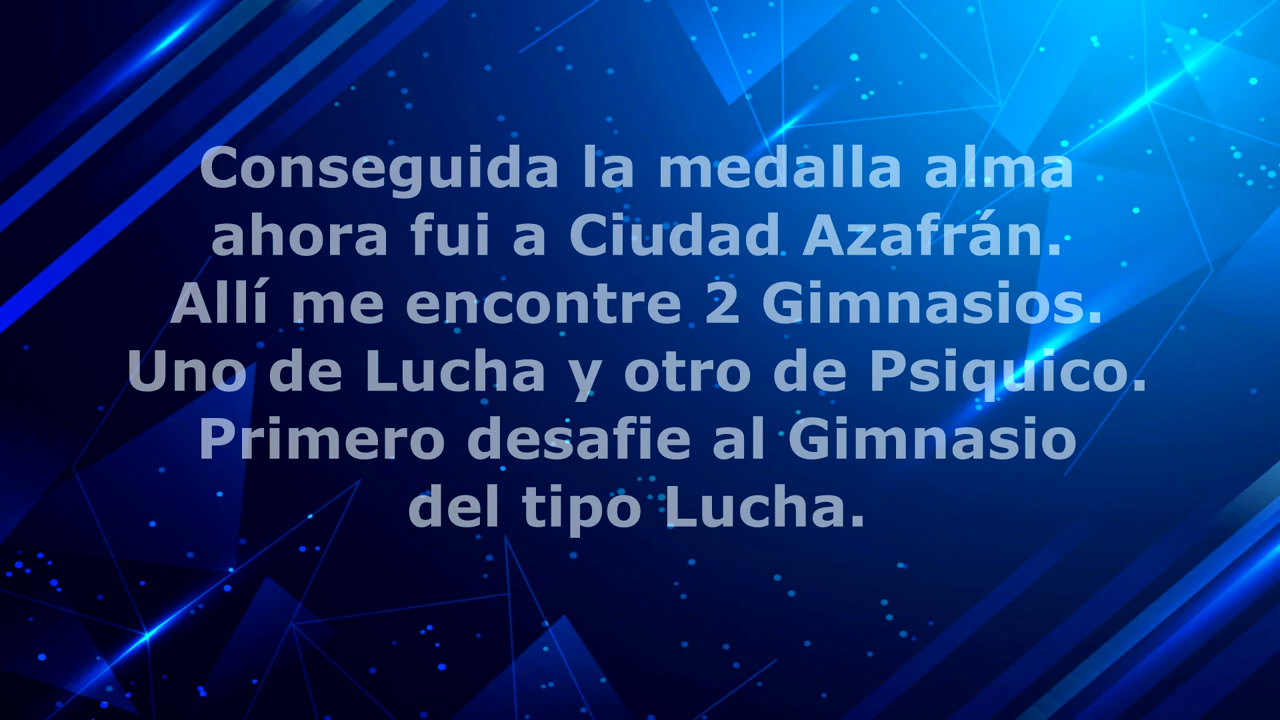 Conseguida la medalla alma
ahora fui a Ciudad Azafrán.
Allí me encontre 2 Gimnasios.
Uno de Lucha y otro de Psiquico.
Primero desafie al Gimnasio
del tipo Lucha.